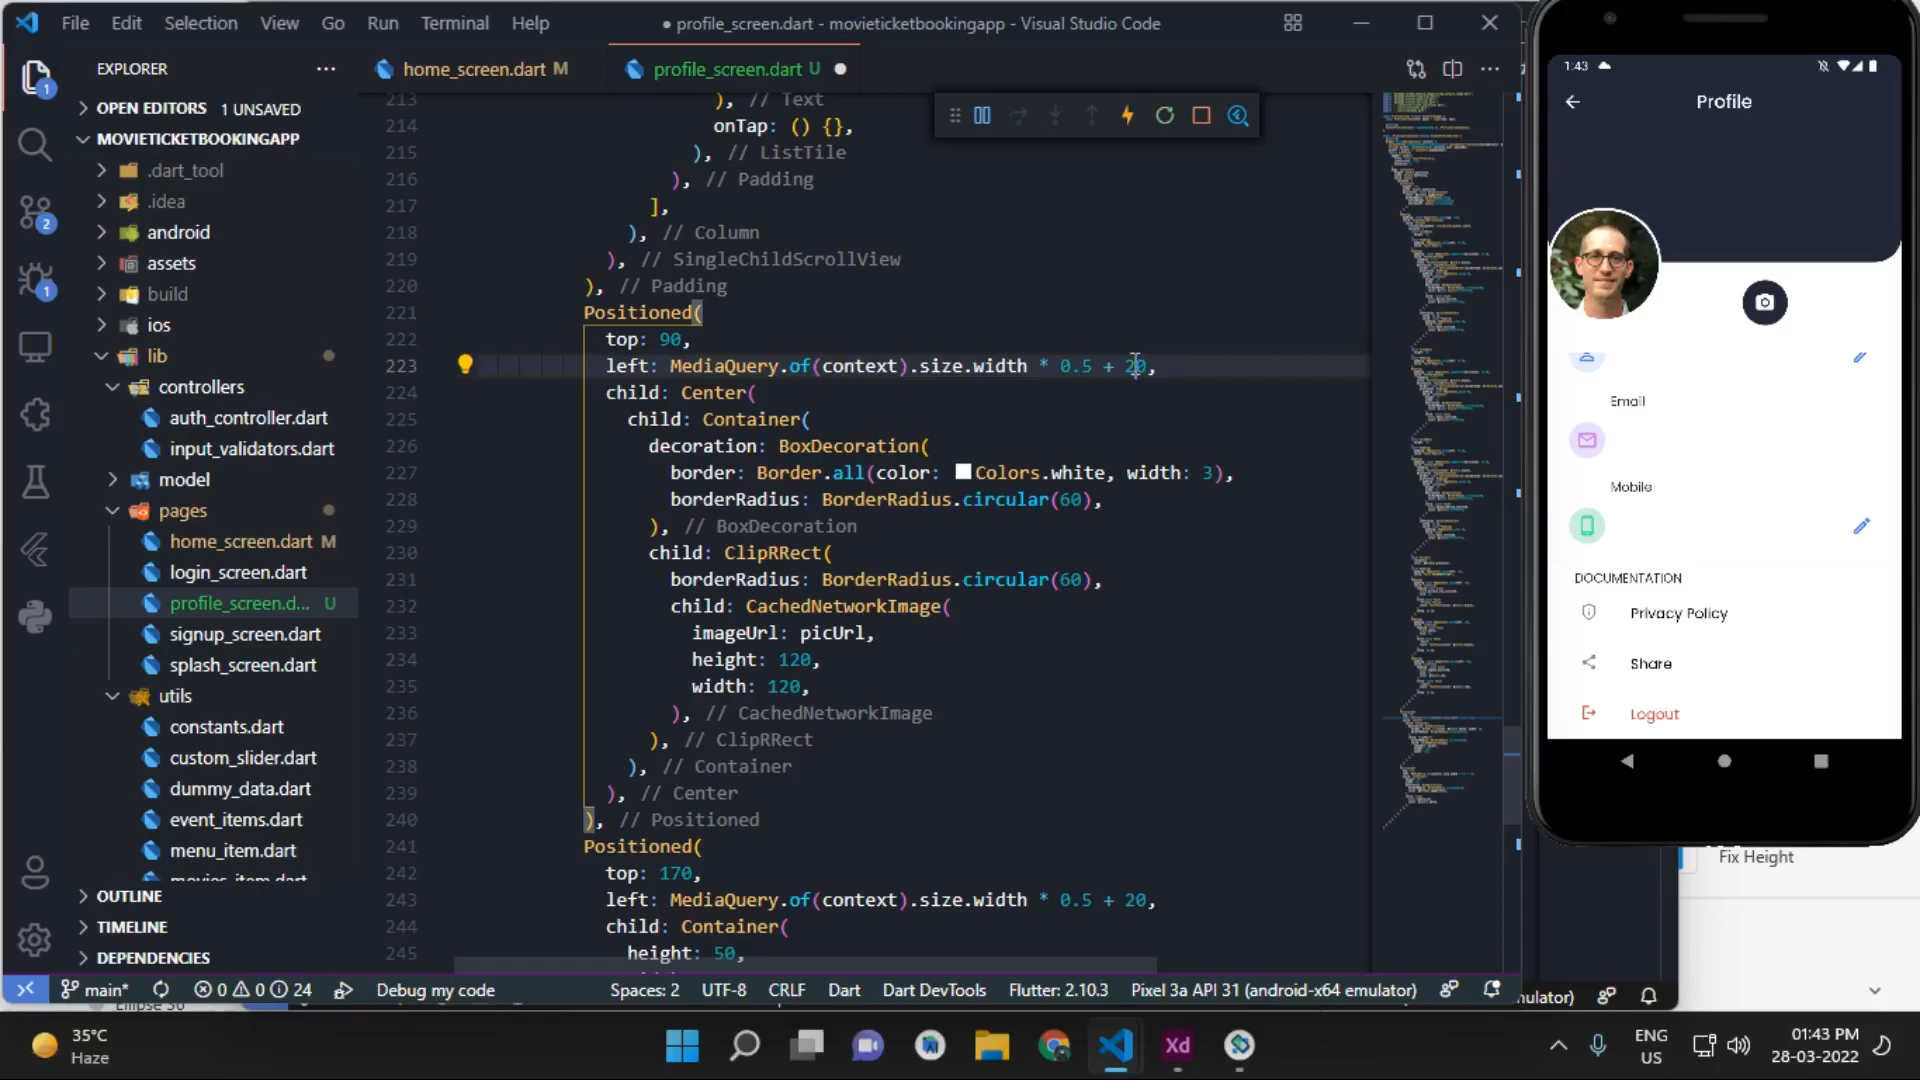 File Edit Selection View Go Run Terminal Help
● profile_screen.dart - movieticketbookingapp - Visual Studio Code
EXPLORER
OPEN EDITORS 1 UNSAVED
MOVIETICKETBOOKINGAPP
.dart_tool
.idea
android
assets
build
ios
lib
controllers
auth_controller.dart
input_validators.dart
model
pages
home_screen.dart M
login_screen.dart
profile_screen.d... U
signup_screen.dart
splash_screen.dart
utils
constants.dart
custom_slider.dart
dummy_data.dart
event_items.dart
menu_item.dart
movies_item.dart
OUTLINE
TIMELINE
DEPENDENCIES
1
2
1
home_screen.dart M
profile_screen.dart U
213 ), // Text
214 onTap: () {},
215 ), // ListTile
216 ), // Padding
217 ],
218 ), // Column
219 ), // SingleChildScrollView
220 ), // Padding
221 Positioned(
222 top: 90,
223 left: MediaQuery.of(context).size.width * 0.5 + 20,
224 child: Center(
225 child: Container(
226 decoration: BoxDecoration(
227 border: Border.all(color: Colors.white, width: 3),
228 borderRadius: BorderRadius.circular(60),
229 ), // BoxDecoration
230 child: ClipRRect(
231 borderRadius: BorderRadius.circular(60),
232 child: CachedNetworkImage(
233 imageUrl: picUrl,
234 height: 120,
235 width: 120,
236 ), // CachedNetworkImage
237 ), // ClipRRect
238 ), // Container
239 ), // Center
240 ), // Positioned
241 Positioned(
242 top: 170,
243 left: MediaQuery.of(context).size.width * 0.5 + 20,
244 child: Container(
245 height: 50,
main* 0 0 24 Debug my code Spaces: 2 UTF-8 CRLF Dart Dart DevTools Flutter: 2.10.3 Pixel 3a API 31 (android-x64 emulator)
1:43
Profile
Email
Mobile
DOCUMENTATION
Privacy Policy
Share
Logout
Fix Height
mulator)
35°C
Haze
Xd
ENG
US
01:43 PM
28-03-2022